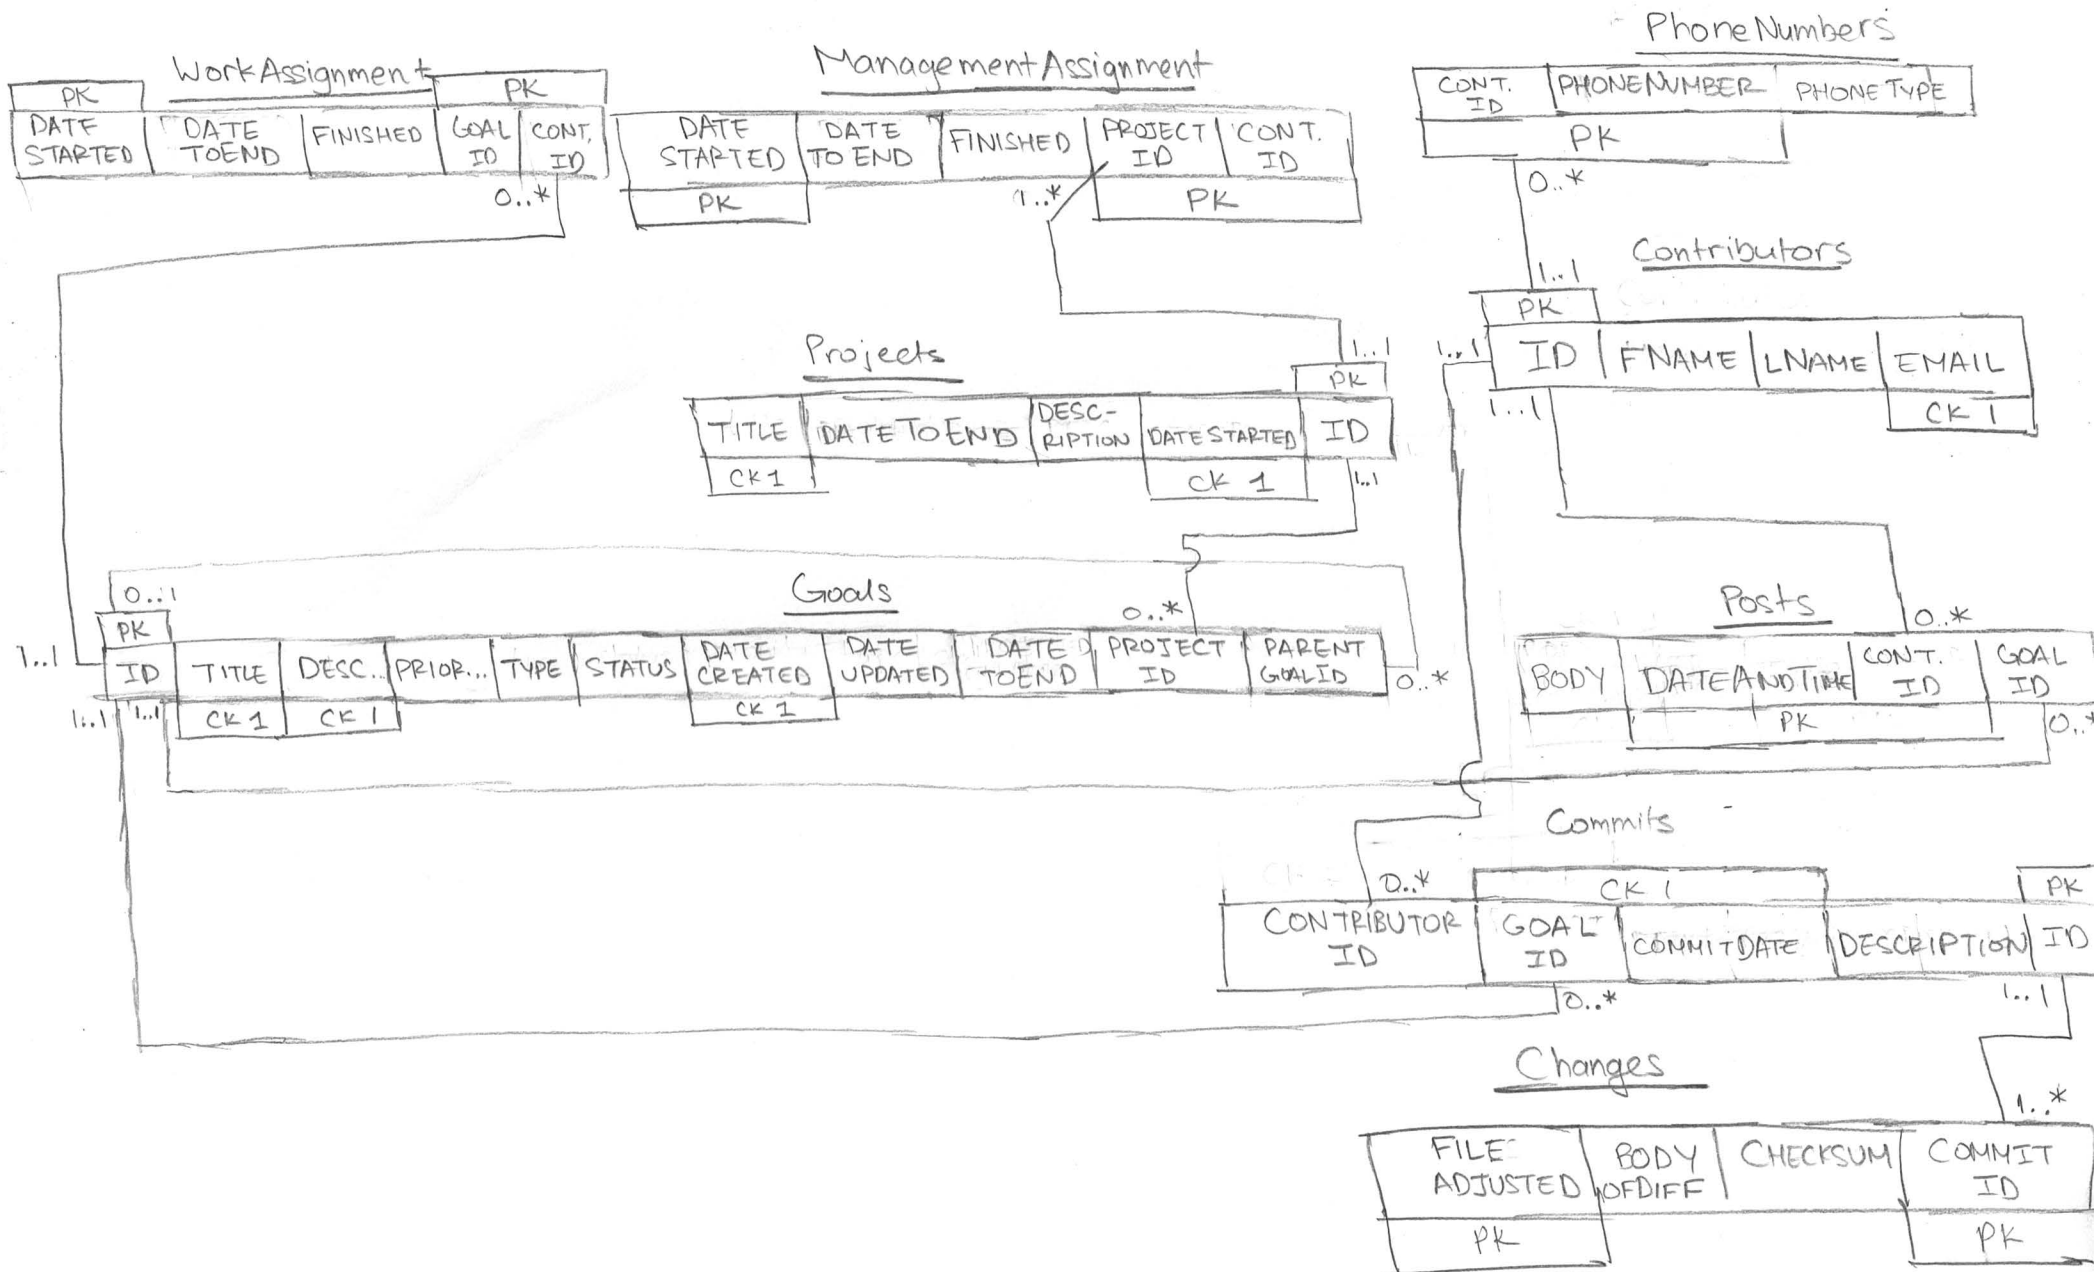 WorkAssignment
PK
PK
DATE STARTED
DATE TOEND
FINISHED
GOAL ID
CONT. ID
0..*
ManagementAssignment
DATE STARTED
DATE TO END
FINISHED
PROJECT ID
CONT. ID
PK
1..*
PK
PhoneNumbers
CONT. ID
PHONENUMBER
PHONETYPE
PK
0..*
Contributors
1..1
PK
1..1
ID
FNAME
LNAME
EMAIL
1..1
CK 1
Projects
1..1
PK
TITLE
DATE TO END
DESC-
RIPTION
DATE STARTED
ID
CK 1
CK 1
1..1
Goals
0..1
PK
0..*
1..1
ID
TITLE
DESC..
PRIOR...
TYPE
STATUS
DATE CREATED
DATE UPDATED
DATE TOEND
PROJECT ID
PARENT GOALID
0..*
1..1
1..1
CK 1
CK 1
CK 1
Posts
0..*
BODY
DATEANDTIME
CONT. ID
GOAL ID
PK
0..*
Commits
0..*
CK 1
PK
CONTRIBUTOR ID
GOAL ID
COMMITDATE
DESCRIPTION
ID
0..*
1..1
Changes
1..*
FILE ADJUSTED
BODY OFDIFF
CHECKSUM
COMMIT ID
PK
PK